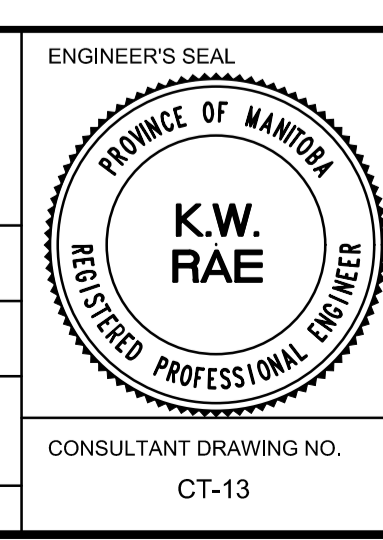 ENGINEER'S SEAL
PROVINCE OF MANITOBA
K.W.
RAE
REGISTERED PROFESSIONAL ENGINEER
CONSULTANT DRAWING NO.
CT-13